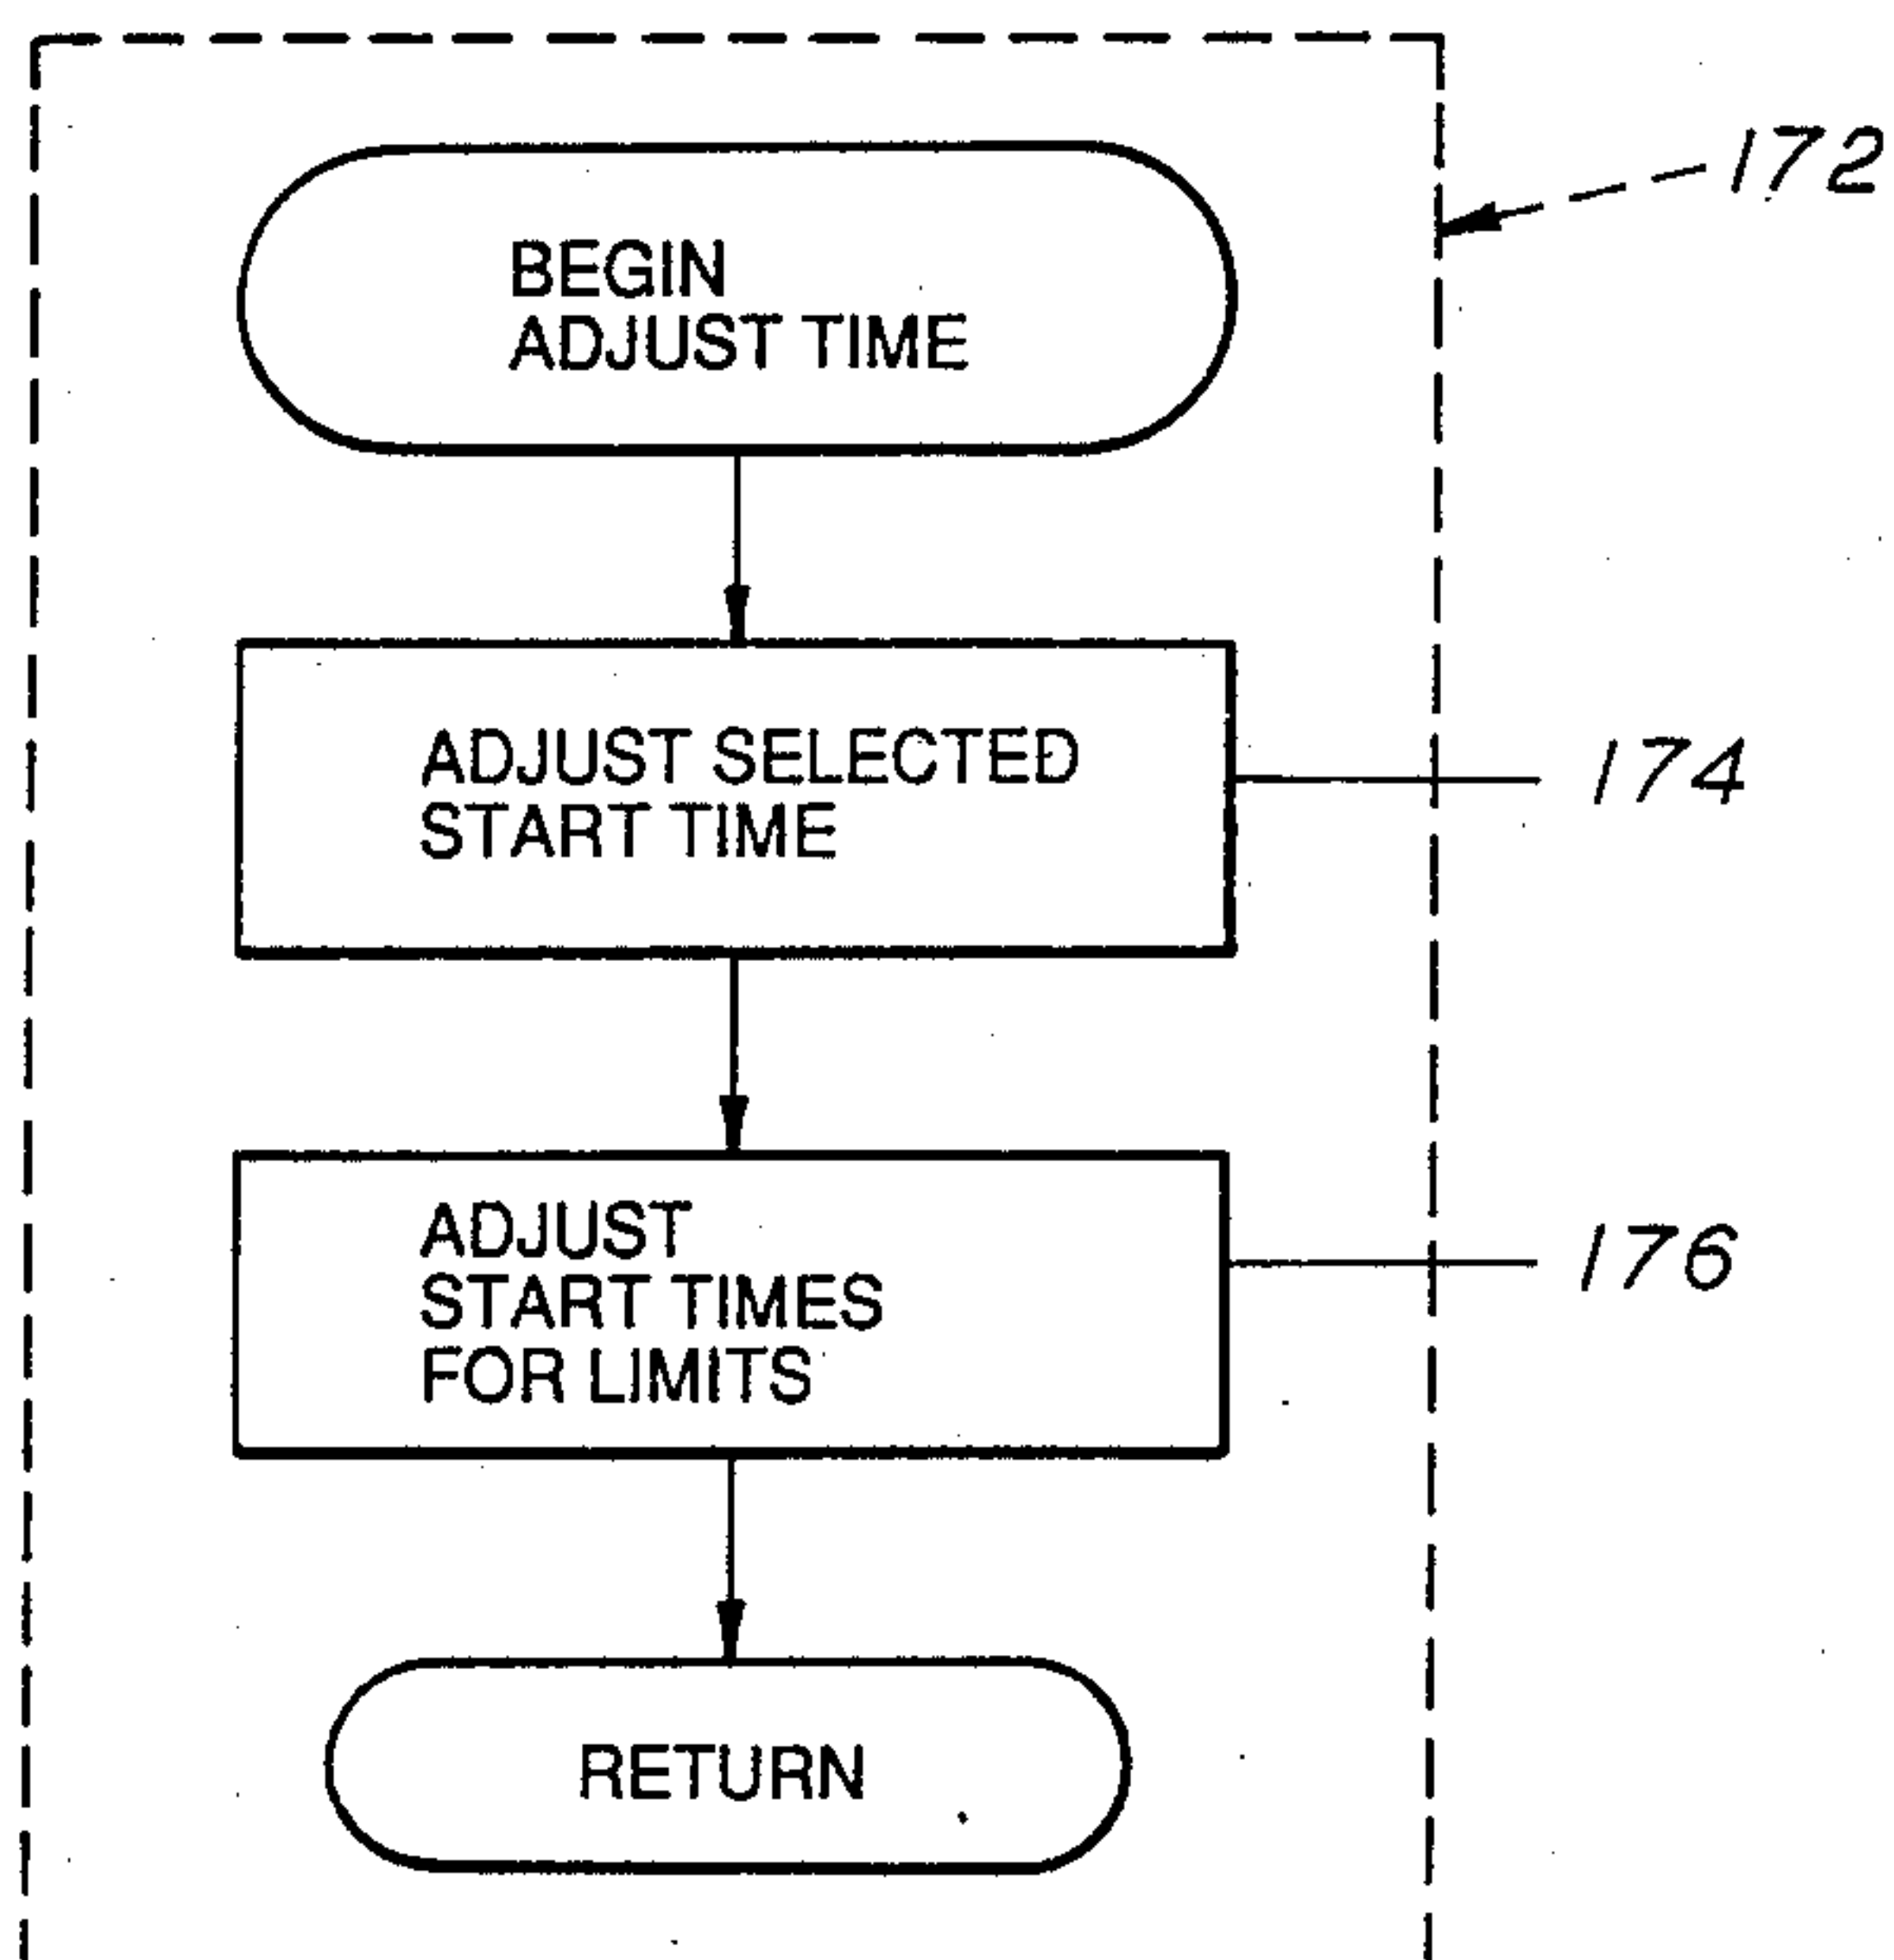 172
BEGIN
ADJUST TIME
ADJUST SELECTED
START TIME
174
ADJUST
START TIMES
FOR LIMITS
176
RETURN